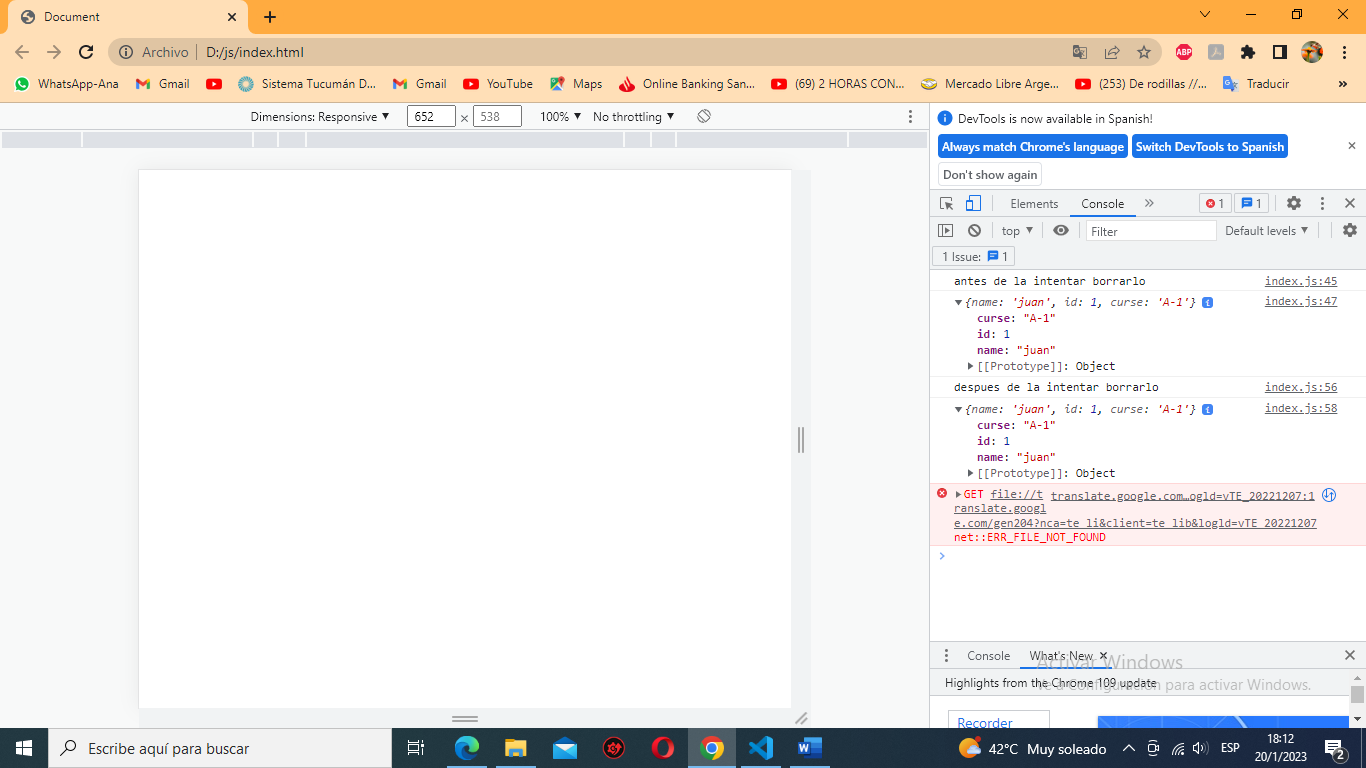 Document
Archivo D:/js/index.html
ABP
WhatsApp-Ana Gmail Sistema Tucumán D... Gmail YouTube Maps Online Banking San... (69) 2 HORAS CON... Mercado Libre Arge... (253) De rodillas //... Traducir »
Dimensions: Responsive ▼ 652 × 538 100% ▼ No throttling ▼
DevTools is now available in Spanish!
Always match Chrome's language Switch DevTools to Spanish
Don't show again
Elements Console » 1 1
top ▼ Filter Default levels ▼
1 Issue: 1
antes de la intentar borrarlo index.js:45
{name: 'juan', id: 1, curse: 'A-1'} index.js:47
curse: "A-1"
id: 1
name: "juan"
[[Prototype]]: Object
despues de la intentar borrarlo index.js:56
{name: 'juan', id: 1, curse: 'A-1'} index.js:58
curse: "A-1"
id: 1
name: "juan"
[[Prototype]]: Object
GET file://t translate.google.com…ogld=vTE_20221207:1
ranslate.googl
e.com/gen204?nca=te_li&client=te_lib&logld=vTE_20221207
net::ERR_FILE_NOT_FOUND
Console What's New
Activar Windows
Highlights from the Chrome 109 update
Ve a Configuración para activar Windows.
Recorder
Escribe aquí para buscar
42°C Muy soleado ESP 18:12
20/1/2023 2